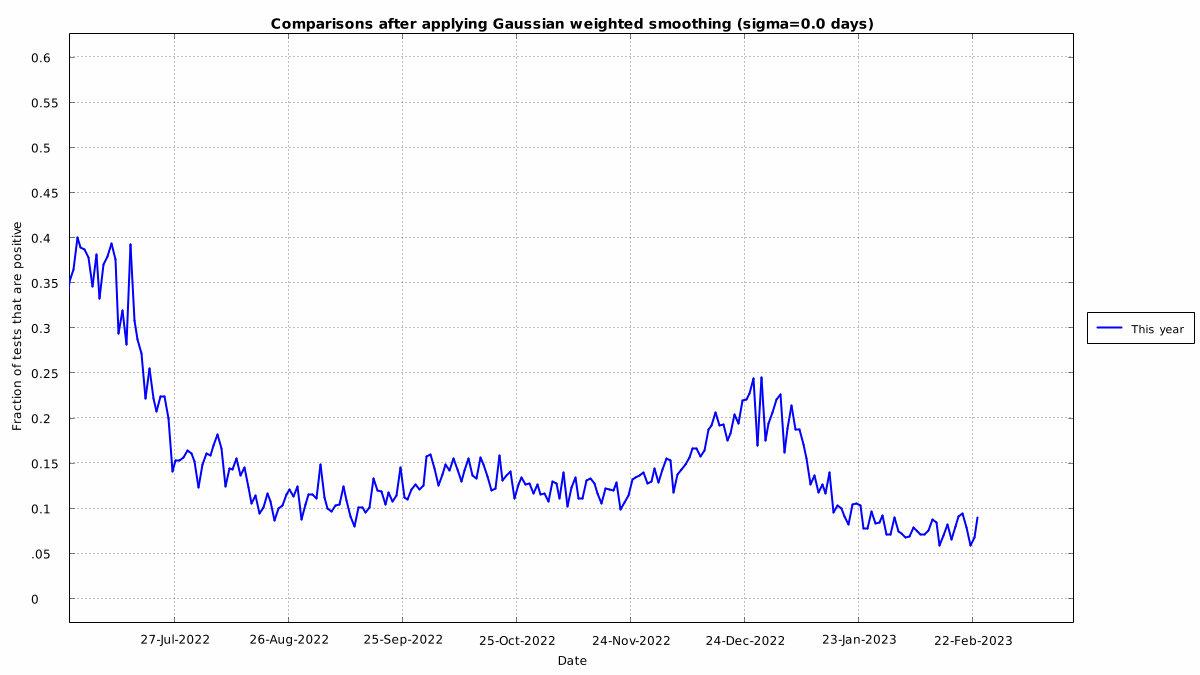 Comparisons after applying Gaussian weighted smoothing (sigma=0.0 days)
0.6
0.55
0.5
0.45
0.4
0.35
0.3
0.25
0.2
0.15
0.1
.05
0
Fraction of tests that are positive
27-Jul-2022
26-Aug-2022
25-Sep-2022
25-Oct-2022
24-Nov-2022
24-Dec-2022
23-Jan-2023
22-Feb-2023
Date
This year